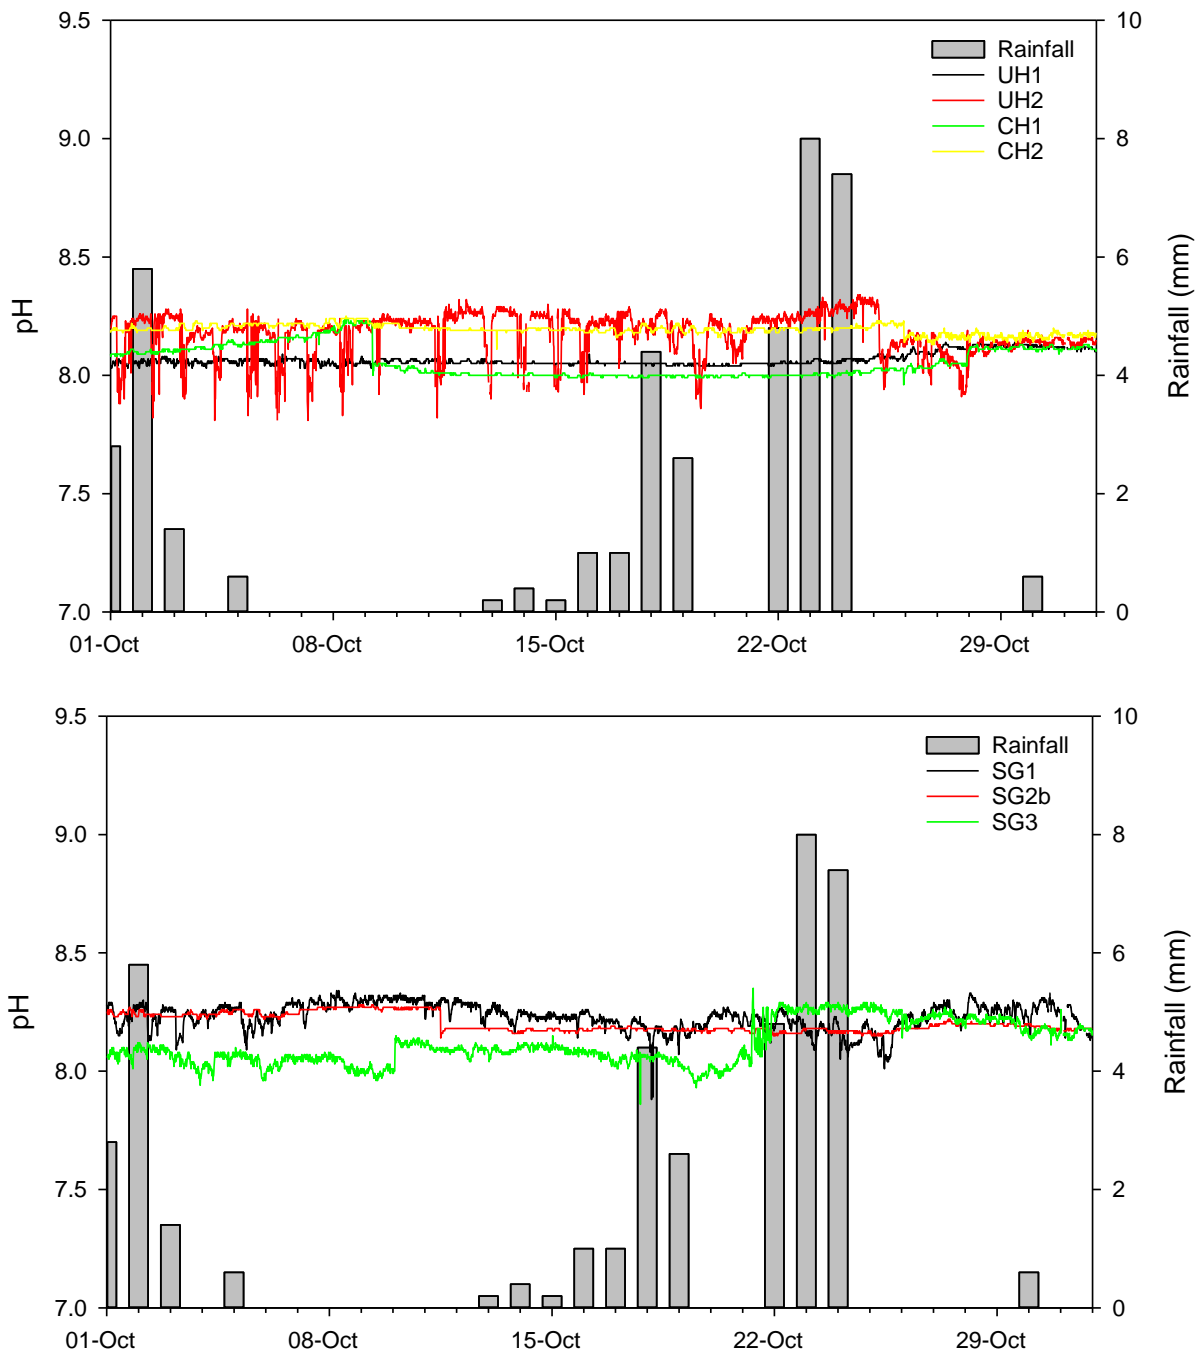 9.5
9.0
8.5
8.0
7.5
7.0
pH
10
8
6
4
2
0
Rainfall (mm)
Rainfall
UH1
UH2
CH1
CH2
01-Oct
08-Oct
15-Oct
22-Oct
29-Oct
9.5
9.0
8.5
8.0
7.5
7.0
pH
10
8
6
4
2
0
Rainfall (mm)
Rainfall
SG1
SG2b
SG3
01-Oct
08-Oct
15-Oct
22-Oct
29-Oct